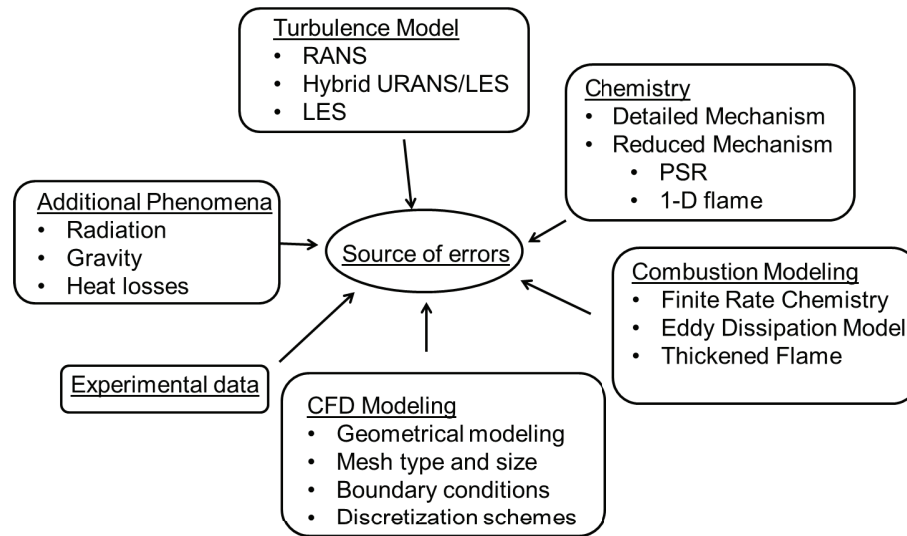 Turbulence Model
• RANS
• Hybrid URANS/LES
• LES
Chemistry
• Detailed Mechanism
• Reduced Mechanism
• PSR
• 1-D flame
Additional Phenomena
• Radiation
• Gravity
• Heat losses
Source of errors
Combustion Modeling
• Finite Rate Chemistry
• Eddy Dissipation Model
• Thickened Flame
Experimental data
CFD Modeling
• Geometrical modeling
• Mesh type and size
• Boundary conditions
• Discretization schemes